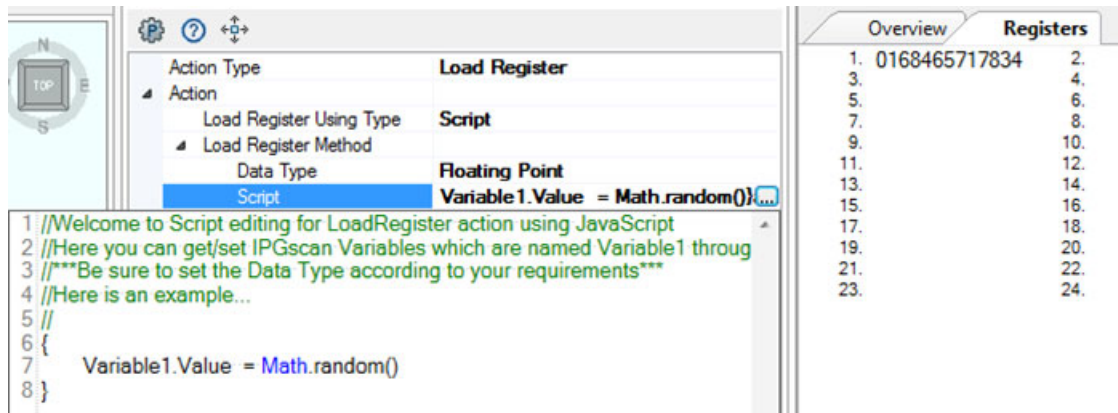 N
TOP
E
S
Action Type Load Register
Action
Load Register Using Type Script
Load Register Method
Data Type Floating Point
Script Variable1.Value = Math.random()} ...
1 //Welcome to Script editing for LoadRegister action using JavaScript
2 //Here you can get/set IPGscan Variables which are named Variable1 throug
3 //***Be sure to set the Data Type according to your requirements***
4 //Here is an example...
5 //
6 {
7 Variable1.Value = Math.random()
8 }
Overview Registers
1. 0168465717834 2.
3. 4.
5. 6.
7. 8.
9. 10.
11. 12.
13. 14.
15. 16.
17. 18.
19. 20.
21. 22.
23. 24.